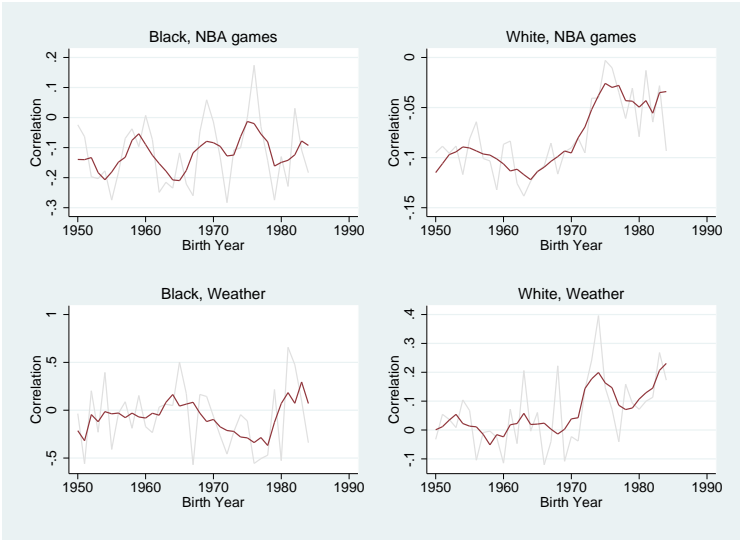 Black, NBA games
.2
.1
0
-.1
-.2
-.3
Correlation
1950 1960 1970 1980 1990
Birth Year
White, NBA games
0
-.05
-.1
-.15
Correlation
1950 1960 1970 1980 1990
Birth Year
Black, Weather
1
.5
0
-.5
Correlation
1950 1960 1970 1980 1990
Birth Year
White, Weather
.4
.3
.2
.1
0
-.1
Correlation
1950 1960 1970 1980 1990
Birth Year